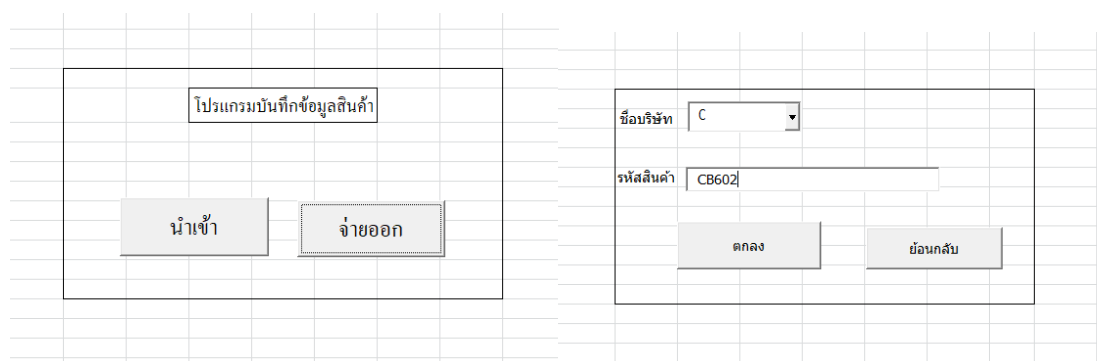 โปรแกรมบันทึกข้อมูลสินค้า
นำเข้า
จ่ายออก
ชื่อบริษัท
C
รหัสสินค้า
CB602
ตกลง
ย้อนกลับ